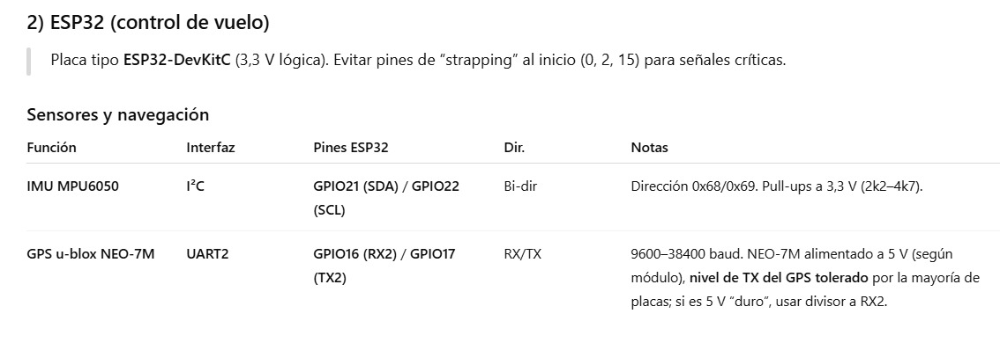 2) ESP32 (control de vuelo)
Placa tipo ESP32-DevKitC (3,3 V lógica). Evitar pines de “strapping” al inicio (0, 2, 15) para señales críticas.
Sensores y navegación
Función Interfaz Pines ESP32 Dir. Notas
IMU MPU6050 I²C GPIO21 (SDA) / GPIO22 Bi-dir Dirección 0x68/0x69. Pull-ups a 3,3 V (2k2–4k7).
(SCL)
GPS u-blox NEO-7M UART2 GPIO16 (RX2) / GPIO17 RX/TX 9600–38400 baud. NEO-7M alimentado a 5 V (según
(TX2) módulo), nivel de TX del GPS tolerado por la mayoría de
placas; si es 5 V “duro”, usar divisor a RX2.